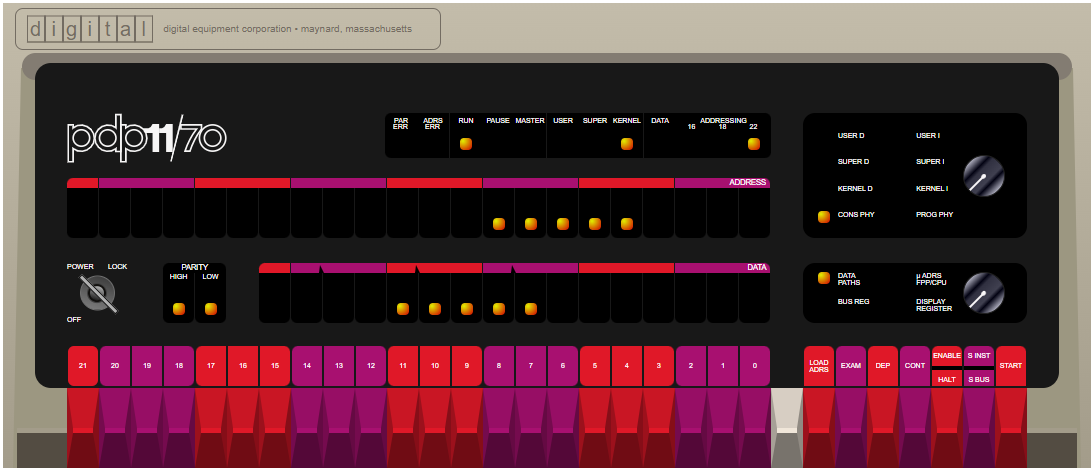 digital digital equipment corporation • maynard, massachusetts
pdp11/70
PAR ERR ADRS ERR RUN PAUSE MASTER USER SUPER KERNEL DATA ADDRESSING 16 18 22
USER D USER I
SUPER D SUPER I
KERNEL D KERNEL I
CONS PHY PROG PHY
ADDRESS
POWER LOCK
OFF
PARITY
HIGH LOW
DATA
DATA PATHS µ ADRS FPP/CPU
BUS REG DISPLAY REGISTER
21 20 19 18 17 16 15 14 13 12 11 10 9 8 7 6 5 4 3 2 1 0
LOAD ADRS EXAM DEP CONT ENABLE HALT S INST S BUS START